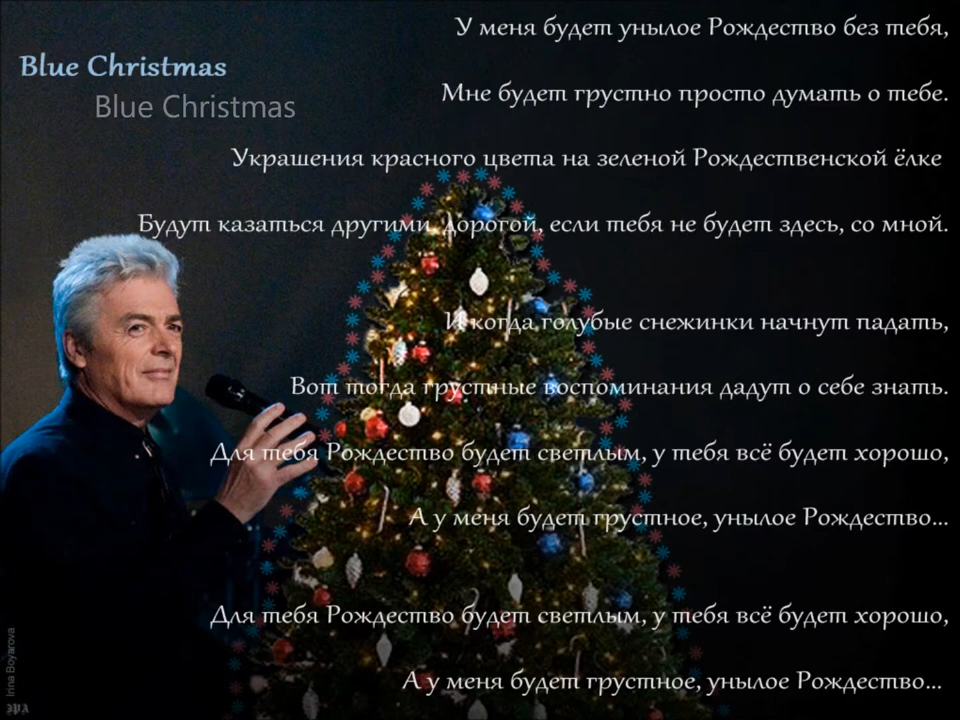 Blue Christmas
Blue Christmas
У меня будет унылое Рождество без тебя,
Мне будет грустно просто думать о тебе.
Украшения красного цвета на зеленой Рождественской ёлке
Будут казаться другими, дорогой, если тебя не будет здесь, со мной.
И когда голубые снежинки начнут падать,
Вот тогда грустные воспоминания дадут о себе знать.
Для тебя Рождество будет светлым, у тебя всё будет хорошо,
А у меня будет грустное, унылое Рождество...
Для тебя Рождество будет светлым, у тебя всё будет хорошо,
А у меня будет грустное, унылое Рождество...
Irina Boyarova